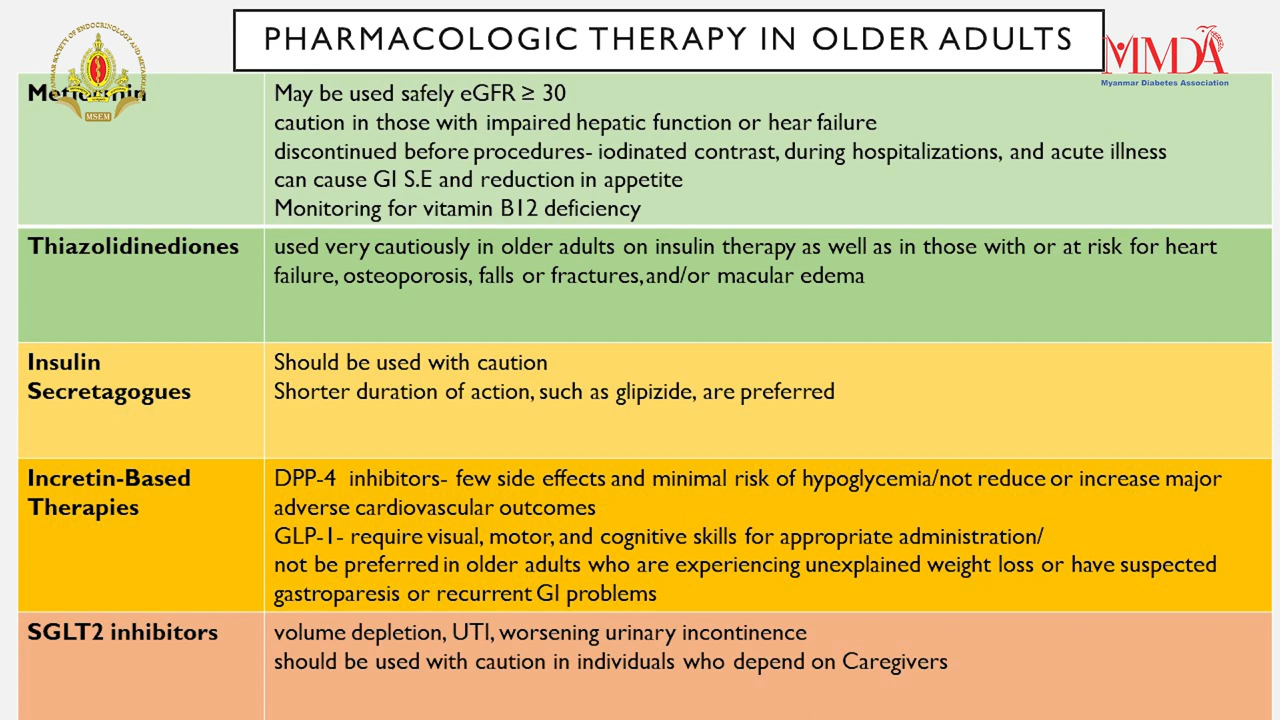 PHARMACOLOGIC THERAPY IN OLDER ADULTS
MYANMAR SOCIETY OF ENDOCRINOLOGY AND METABOLISM
MSEM
MMDA
Myanmar Diabetes Association
Metformin
May be used safely eGFR ≥ 30
caution in those with impaired hepatic function or hear failure
discontinued before procedures- iodinated contrast, during hospitalizations, and acute illness
can cause GI S.E and reduction in appetite
Monitoring for vitamin B12 deficiency
Thiazolidinediones
used very cautiously in older adults on insulin therapy as well as in those with or at risk for heart
failure, osteoporosis, falls or fractures,and/or macular edema
Insulin
Secretagogues
Should be used with caution
Shorter duration of action, such as glipizide, are preferred
Incretin-Based
Therapies
DPP-4 inhibitors- few side effects and minimal risk of hypoglycemia/not reduce or increase major
adverse cardiovascular outcomes
GLP-1- require visual, motor, and cognitive skills for appropriate administration/
not be preferred in older adults who are experiencing unexplained weight loss or have suspected
gastroparesis or recurrent GI problems
SGLT2 inhibitors
volume depletion, UTI, worsening urinary incontinence
should be used with caution in individuals who depend on Caregivers